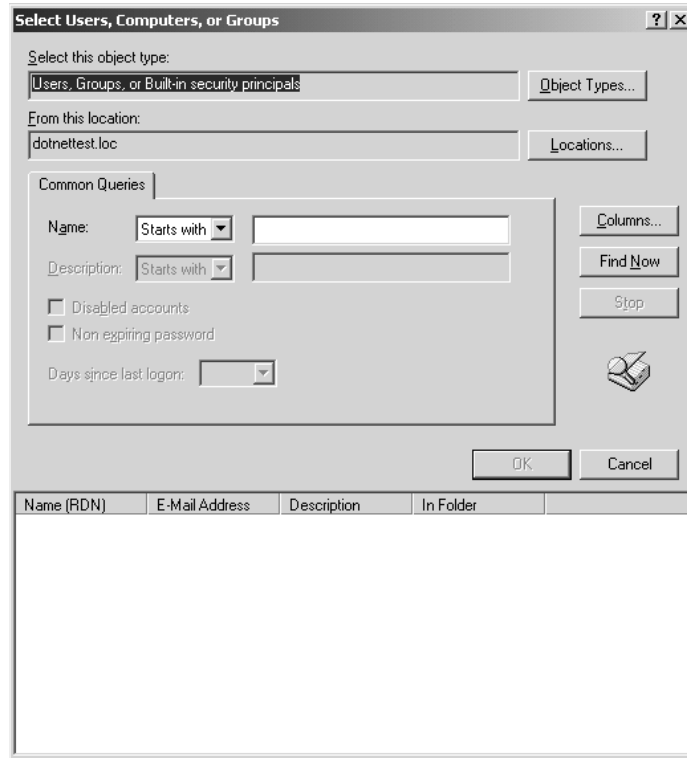 Select Users, Computers, or Groups
Select this object type:
Users, Groups, or Built-in security principals
Object Types...
From this location:
dotnettest.loc
Locations...
Common Queries
Name:
Starts with
Columns...
Description:
Starts with
Find Now
Disabled accounts
Stop
Non expiring password
Days since last logon:
OK
Cancel
Name (RDN) E-Mail Address Description In Folder